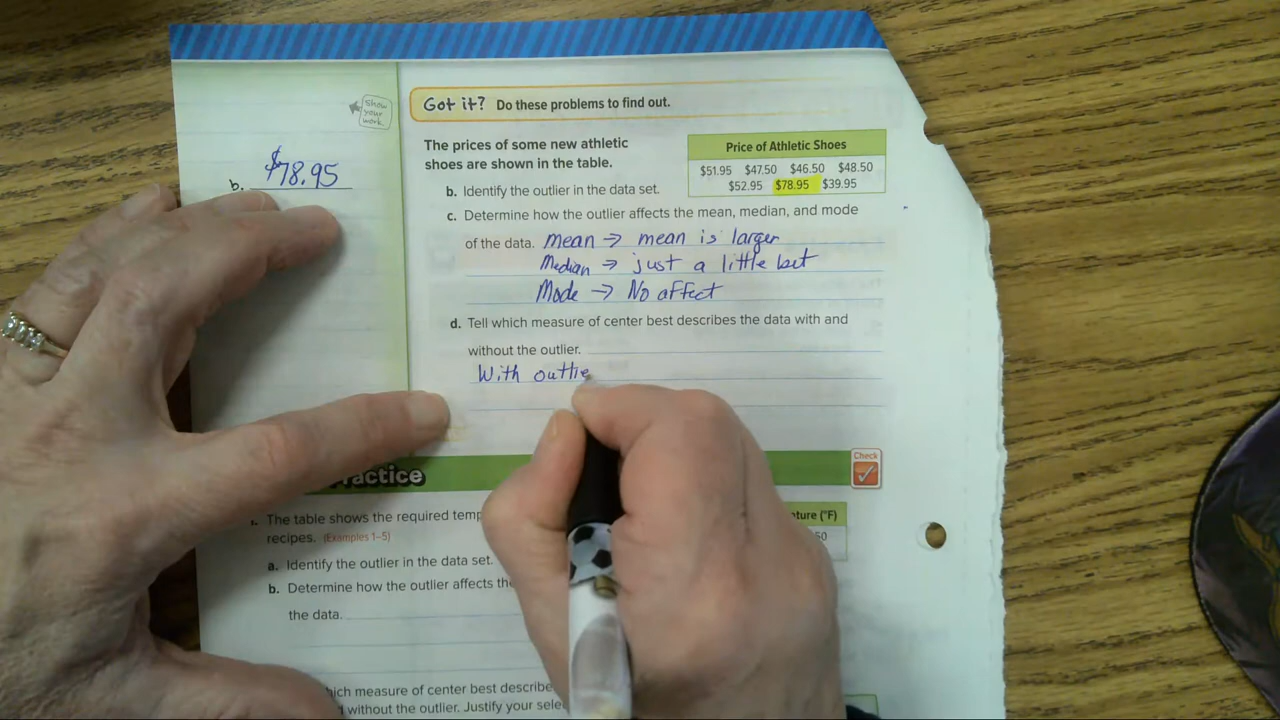 Show
your
work.
Got it? Do these problems to find out.
The prices of some new athletic
shoes are shown in the table.
Price of Athletic Shoes
$51.95 $47.50 $46.50 $48.50
$52.95 $78.95 $39.95
b. $78.95
b. Identify the outlier in the data set.
c. Determine how the outlier affects the mean, median, and mode
of the data. mean → mean is larger
Median → just a little bet
Mode → No affect
d. Tell which measure of center best describes the data with and
without the outlier.
With outlie
ractice
Check
The table shows the required temp
ture (°F)
recipes. (Examples 1–5)
50
a. Identify the outlier in the data set.
b. Determine how the outlier affects the
the data.
hich measure of center best describe
without the outlier. Justify your sele